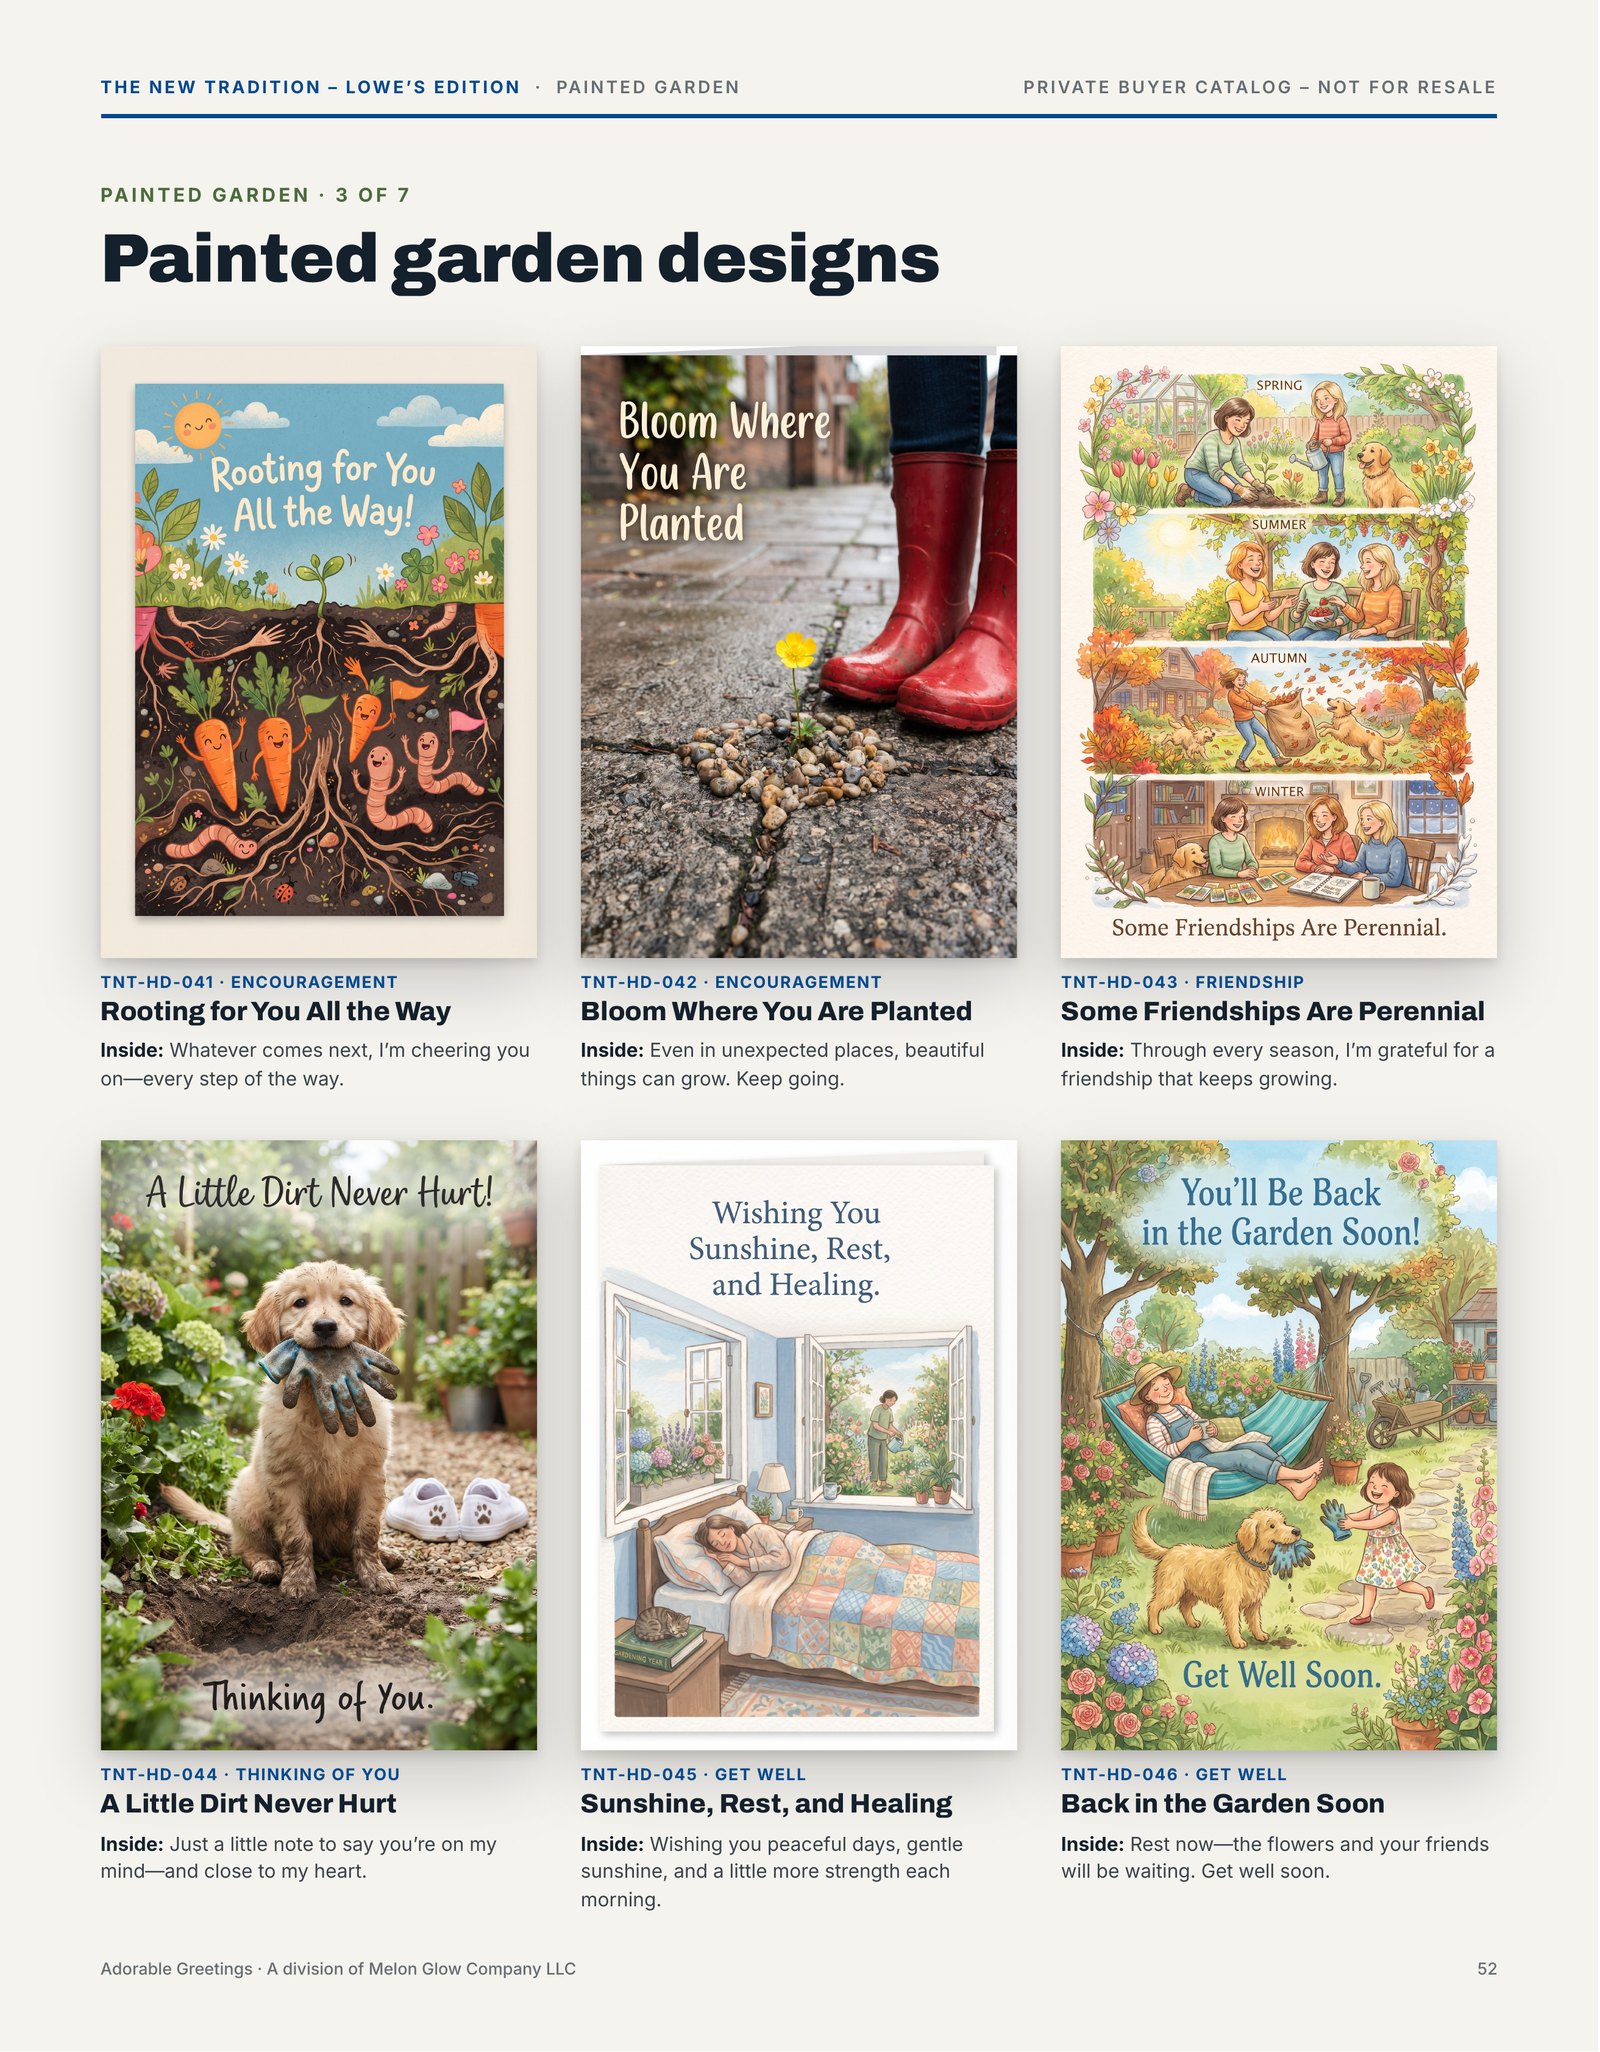 THE NEW TRADITION – LOWE’S EDITION · PAINTED GARDEN
PRIVATE BUYER CATALOG – NOT FOR RESALE
PAINTED GARDEN · 3 OF 7
Painted garden designs
Rooting for You
All the Way!
TNT-HD-041 · ENCOURAGEMENT
Rooting for You All the Way
Inside: Whatever comes next, I’m cheering you
on—every step of the way.
Bloom Where
You Are
Planted
TNT-HD-042 · ENCOURAGEMENT
Bloom Where You Are Planted
Inside: Even in unexpected places, beautiful
things can grow. Keep going.
SPRING
SUMMER
AUTUMN
WINTER
Some Friendships Are Perennial.
TNT-HD-043 · FRIENDSHIP
Some Friendships Are Perennial
Inside: Through every season, I’m grateful for a
friendship that keeps growing.
A Little Dirt Never Hurt!
Thinking of You.
TNT-HD-044 · THINKING OF YOU
A Little Dirt Never Hurt
Inside: Just a little note to say you’re on my
mind—and close to my heart.
Wishing You
Sunshine, Rest,
and Healing.
GARDENING YEAR
TNT-HD-045 · GET WELL
Sunshine, Rest, and Healing
Inside: Wishing you peaceful days, gentle
sunshine, and a little more strength each
morning.
You’ll Be Back
in the Garden Soon!
Get Well Soon.
TNT-HD-046 · GET WELL
Back in the Garden Soon
Inside: Rest now—the flowers and your friends
will be waiting. Get well soon.
Adorable Greetings · A division of Melon Glow Company LLC
52